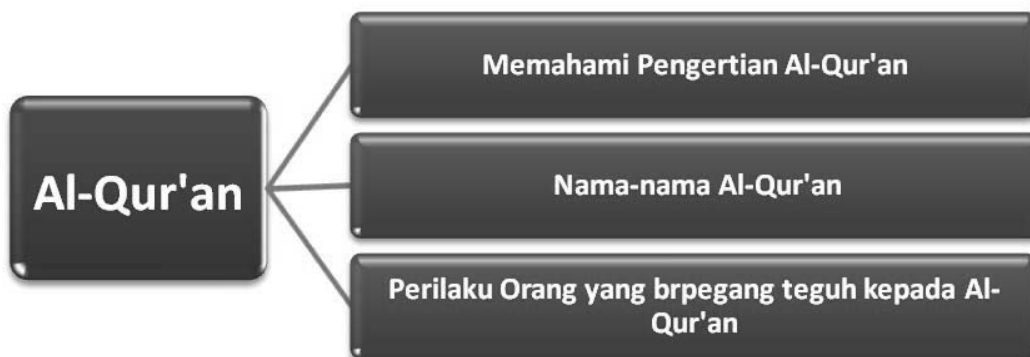 Al-Qur'an
Memahami Pengertian Al-Qur'an
Nama-nama Al-Qur'an
Perilaku Orang yang brpegang teguh kepada Al-
Qur'an